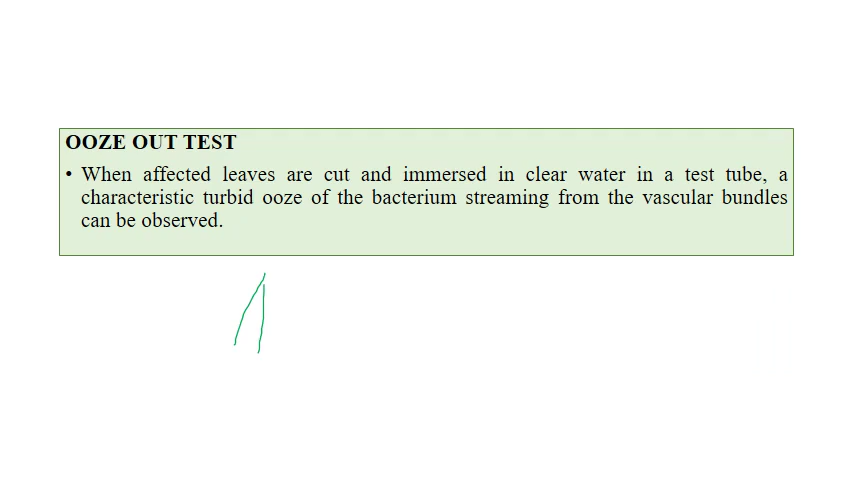 OOZE OUT TEST
• When affected leaves are cut and immersed in clear water in a test tube, a
characteristic turbid ooze of the bacterium streaming from the vascular bundles
can be observed.